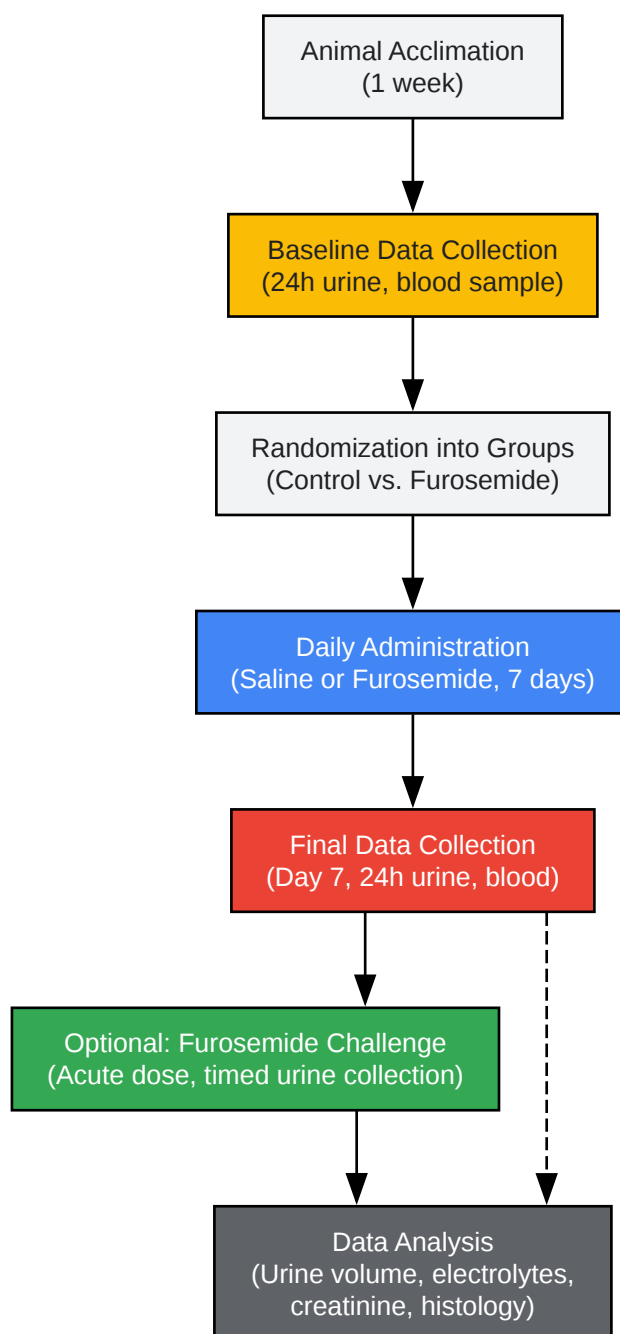 Animal Acclimation
(1 week)
Baseline Data Collection
(24h urine, blood sample)
Randomization into Groups
(Control vs. Furosemide)
Daily Administration
(Saline or Furosemide, 7 days)
Final Data Collection
(Day 7, 24h urine, blood)
Optional: Furosemide Challenge
(Acute dose, timed urine collection)
Data Analysis
(Urine volume, electrolytes,
creatinine, histology)